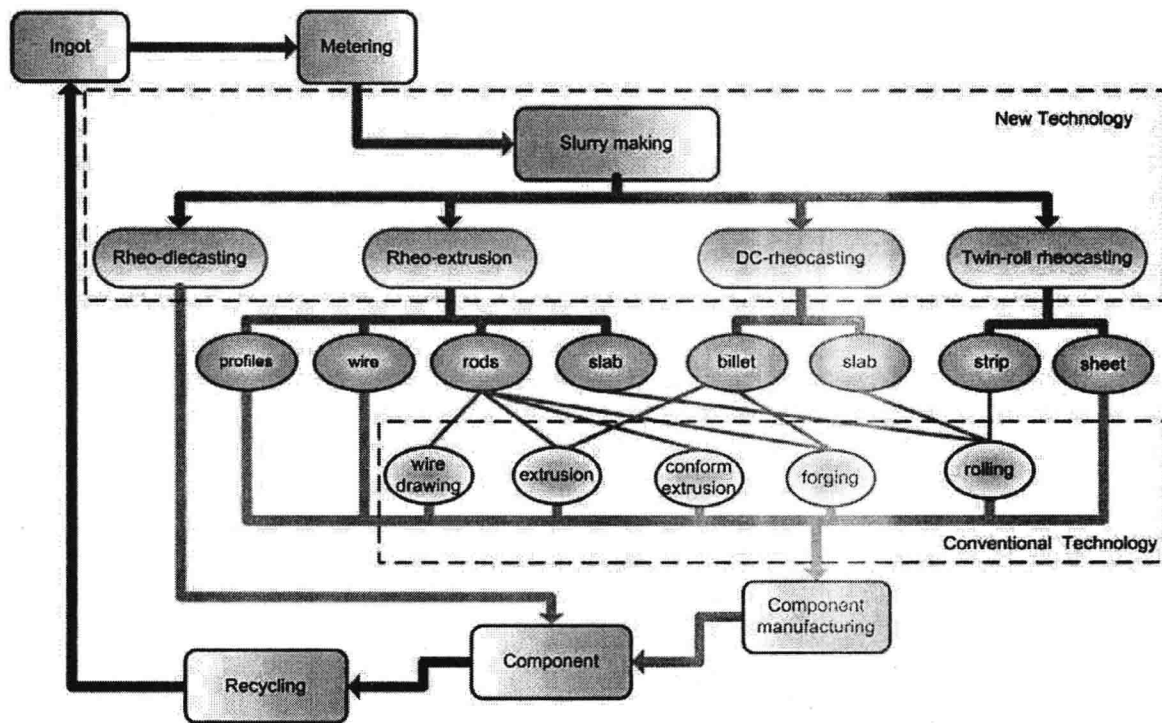 Ingot
Metering
New Technology
Slurry making
Rheo-diecasting
Rheo-extrusion
DC-rheocasting
Twin-roll rheocasting
profiles
wire
rods
slab
billet
slab
strip
sheet
wire
drawing
extrusion
conform
extrusion
forging
rolling
Conventional Technology
Component
manufacturing
Component
Recycling